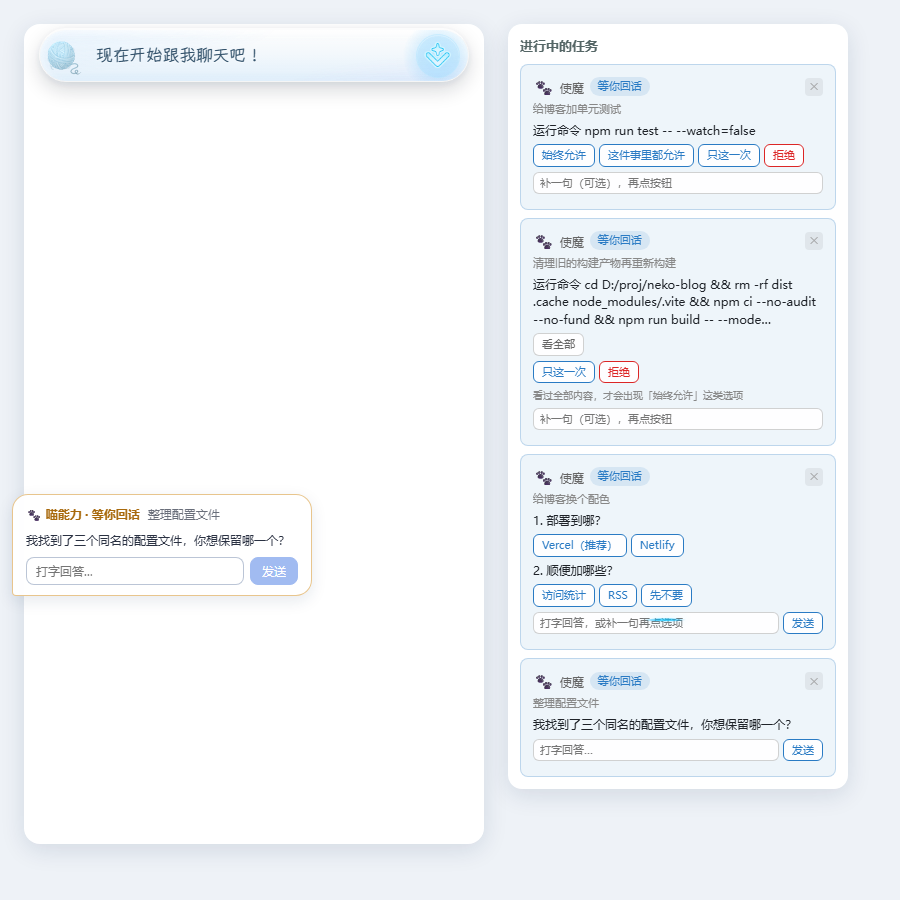 现在开始跟我聊天吧！
喵能力 · 等你回话 整理配置文件
我找到了三个同名的配置文件，你想保留哪一个？
打字回答...
发送
进行中的任务
使魔 等你回话
给博客加单元测试
运行命令 npm run test -- --watch=false
始终允许 这件事里都允许 只这一次 拒绝
补一句（可选），再点按钮
使魔 等你回话
清理旧的构建产物再重新构建
运行命令 cd D:/proj/neko-blog && rm -rf dist
.cache node_modules/.vite && npm ci --no-audit
--no-fund && npm run build -- --mode...
看全部
只这一次 拒绝
看过全部内容，才会出现「始终允许」这类选项
补一句（可选），再点按钮
使魔 等你回话
给博客换个配色
1. 部署到哪？
Vercel（推荐） Netlify
2. 顺便加哪些？
访问统计 RSS 先不要
打字回答，或补一句再点选项 发送
使魔 等你回话
整理配置文件
我找到了三个同名的配置文件，你想保留哪一个？
打字回答... 发送